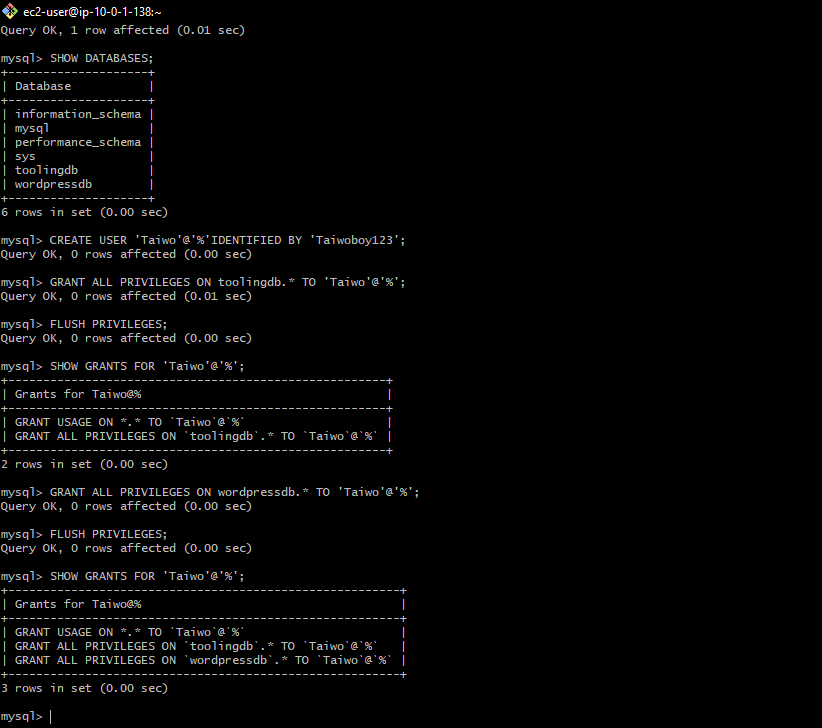 ec2-user@ip-10-0-1-138:~
Query OK, 1 row affected (0.01 sec)
mysql> SHOW DATABASES;
+--------------------+
| Database           |
+--------------------+
| information_schema |
| mysql              |
| performance_schema |
| sys                |
| toolingdb          |
| wordpressdb        |
+--------------------+
6 rows in set (0.00 sec)
mysql> CREATE USER 'Taiwo'@'%'IDENTIFIED BY 'Taiwoboy123';
Query OK, 0 rows affected (0.00 sec)
mysql> GRANT ALL PRIVILEGES ON toolingdb.* TO 'Taiwo'@'%';
Query OK, 0 rows affected (0.01 sec)
mysql> FLUSH PRIVILEGES;
Query OK, 0 rows affected (0.00 sec)
mysql> SHOW GRANTS FOR 'Taiwo'@'%';
+------------------------------------------------------+
| Grants for Taiwo@%                                   |
+------------------------------------------------------+
| GRANT USAGE ON *.* TO `Taiwo`@`%`                    |
| GRANT ALL PRIVILEGES ON `toolingdb`.* TO `Taiwo`@`%` |
+------------------------------------------------------+
2 rows in set (0.00 sec)
mysql> GRANT ALL PRIVILEGES ON wordpressdb.* TO 'Taiwo'@'%';
Query OK, 0 rows affected (0.00 sec)
mysql> FLUSH PRIVILEGES;
Query OK, 0 rows affected (0.00 sec)
mysql> SHOW GRANTS FOR 'Taiwo'@'%';
+--------------------------------------------------------+
| Grants for Taiwo@%                                     |
+--------------------------------------------------------+
| GRANT USAGE ON *.* TO `Taiwo`@`%`                      |
| GRANT ALL PRIVILEGES ON `toolingdb`.* TO `Taiwo`@`%`   |
| GRANT ALL PRIVILEGES ON `wordpressdb`.* TO `Taiwo`@`%` |
+--------------------------------------------------------+
3 rows in set (0.00 sec)
mysql>